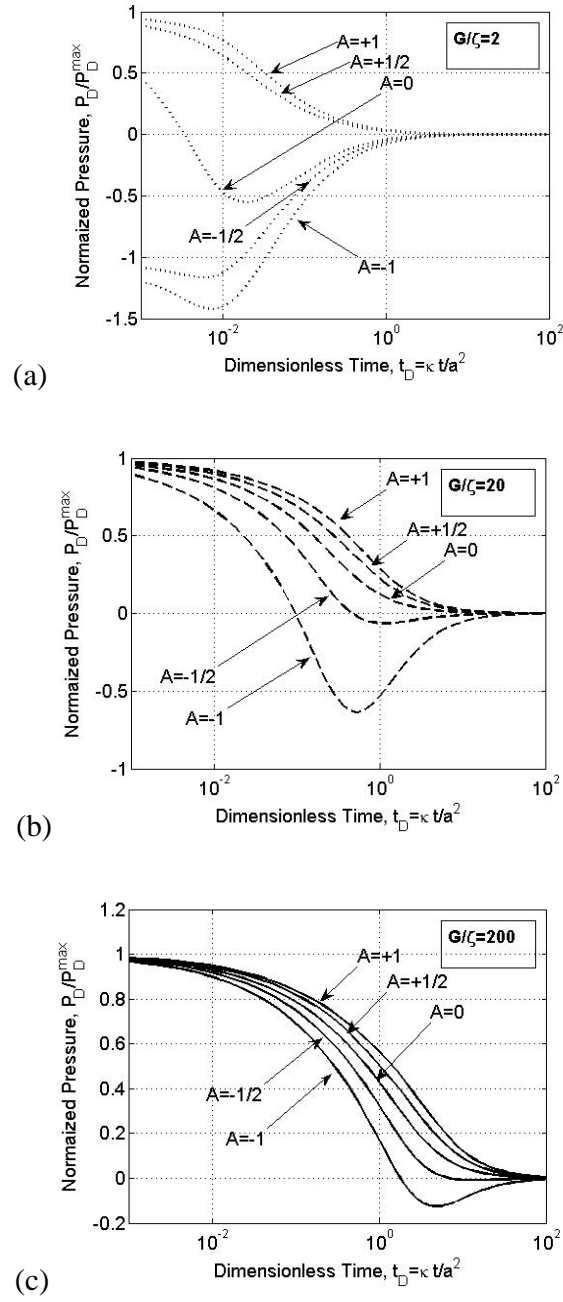 G/ζ=2
A=+1
A=+1/2
A=0
A=-1/2
A=-1
1
0.5
0
-0.5
-1
-1.5
10^-2
10^0
10^2
Normaized Pressure, P_D/P_D^max
Dimensionless Time, t_D=κ t/a^2
(a)
G/ζ=20
A=+1
A=+1/2
A=0
A=-1/2
A=-1
1
0.5
0
-0.5
-1
10^-2
10^0
10^2
Normaized Pressure, P_D/P_D^max
Dimensionless Time, t_D=κ t/a^2
(b)
G/ζ=200
A=+1
A=+1/2
A=0
A=-1/2
A=-1
1.2
1
0.8
0.6
0.4
0.2
0
-0.2
10^-2
10^0
10^2
Normaized Pressure, P_D/P_D^max
Dimensionless Time, t_D=κ t/a^2
(c)